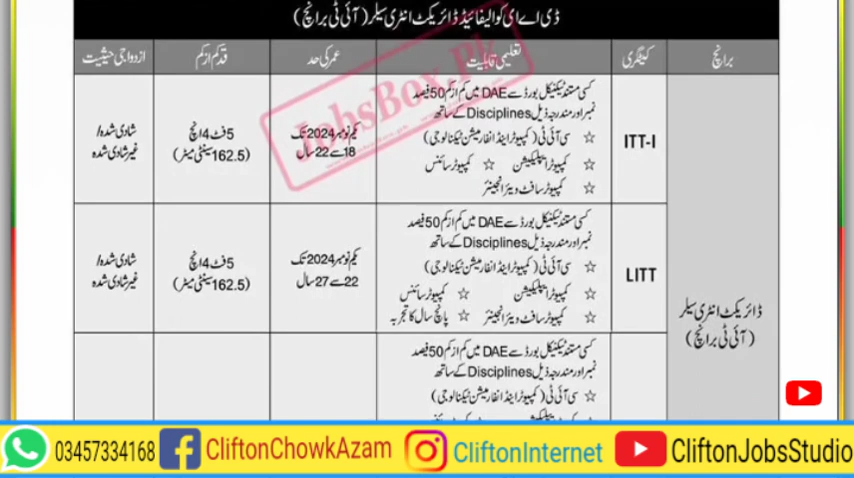 ڈی اے ای کوالیفائیڈ ڈائریکٹ انٹری سیلر (آئی ٹی برانچ)
برانچ کیٹگری تعلیمی قابلیت عمر کی حد قد کم از کم ازدواجی حیثیت
JobsBox.Pk
ITT-I
کسی مستند ٹیکنیکل بورڈ سے DAE میں کم از کم 50 فیصد
نمبر اور مندرجہ ذیل Disciplines کے ساتھ
☆ سی آئی ٹی (کمپیوٹر اینڈ انفارمیشن ٹیکنالوجی)
☆ کمپیوٹر ایپلیکیشن ☆ کمپیوٹر سائنس
☆ کمپیوٹر سافٹ ویئر انجینئر
یکم نومبر 2024 تک
18 سے 22 سال
5 فٹ 4 انچ
(162.5 سینٹی میٹر)
شادی شدہ/
غیر شادی شدہ
LITT
کسی مستند ٹیکنیکل بورڈ سے DAE میں کم از کم 50 فیصد
نمبر اور مندرجہ ذیل Disciplines کے ساتھ
☆ سی آئی ٹی (کمپیوٹر اینڈ انفارمیشن ٹیکنالوجی)
☆ کمپیوٹر ایپلیکیشن ☆ کمپیوٹر سائنس
☆ کمپیوٹر سافٹ ویئر انجینئر ☆ پانچ سال کا تجربہ
یکم نومبر 2024 تک
22 سے 27 سال
5 فٹ 4 انچ
(162.5 سینٹی میٹر)
شادی شدہ/
غیر شادی شدہ
ڈائریکٹ انٹری سیلر
(آئی ٹی برانچ)
کسی مستند ٹیکنیکل بورڈ سے DAE میں کم از کم 50 فیصد
نمبر اور مندرجہ ذیل Disciplines کے ساتھ
☆ سی آئی ٹی (کمپیوٹر اینڈ انفارمیشن ٹیکنالوجی)
03457334168 CliftonChowkAzam CliftonInternet CliftonJobsStudio